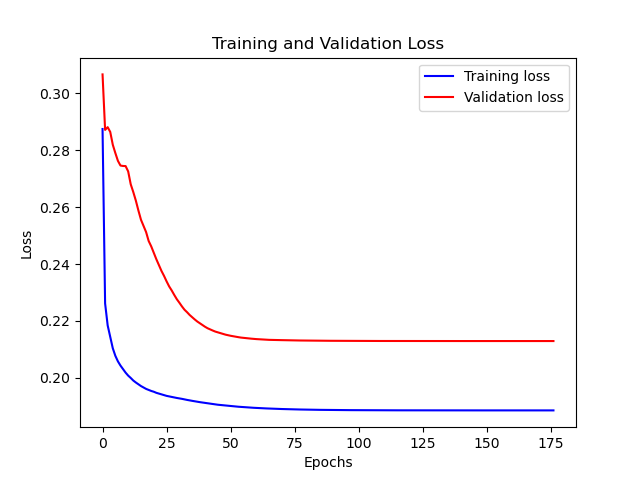 Training and Validation Loss
Training loss
Validation loss
Loss
0.30
0.28
0.26
0.24
0.22
0.20
0 25 50 75 100 125 150 175
Epochs